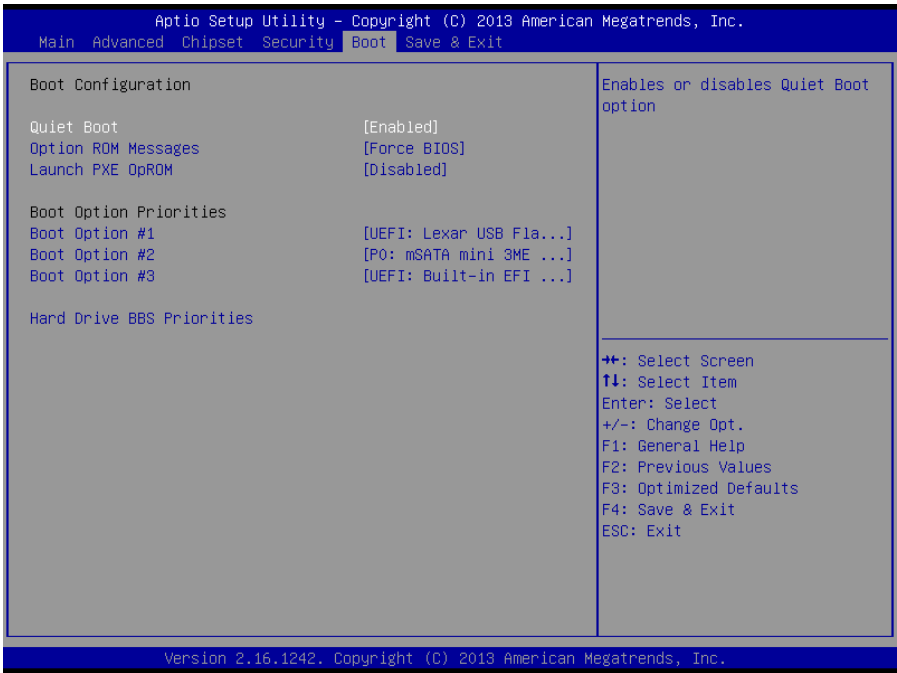 Aptio Setup Utility – Copyright (C) 2013 American Megatrends, Inc.
Main Advanced Chipset Security Boot Save & Exit
Boot Configuration
Quiet Boot [Enabled]
Option ROM Messages [Force BIOS]
Launch PXE OpROM [Disabled]
Boot Option Priorities
Boot Option #1 [UEFI: Lexar USB Fla...]
Boot Option #2 [P0: mSATA mini 3ME ...]
Boot Option #3 [UEFI: Built-in EFI ...]
Hard Drive BBS Priorities
Enables or disables Quiet Boot
option
→←: Select Screen
↑↓: Select Item
Enter: Select
+/-: Change Opt.
F1: General Help
F2: Previous Values
F3: Optimized Defaults
F4: Save & Exit
ESC: Exit
Version 2.16.1242. Copyright (C) 2013 American Megatrends, Inc.